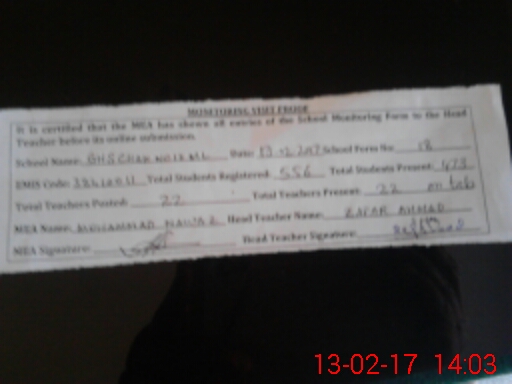 MONITORING VISIT PROOF
It is certified that the MEA has shown all entries of the School Monitoring Form to the Head
Teacher before its online submission.
School Name: GHS CHAK Date: 13-02-2017 School Form No: 18
EMIS Code: Total Students Registered: 556 Total Students Present: 473
Total Teachers Posted: 22 Total Teachers Present: 22
MEA Name: MUHAMMAD NAWAZ Head Teacher Name: ZAFAR AHMAD
MEA Signature: Head Teacher Signature:
13-02-17 14:03